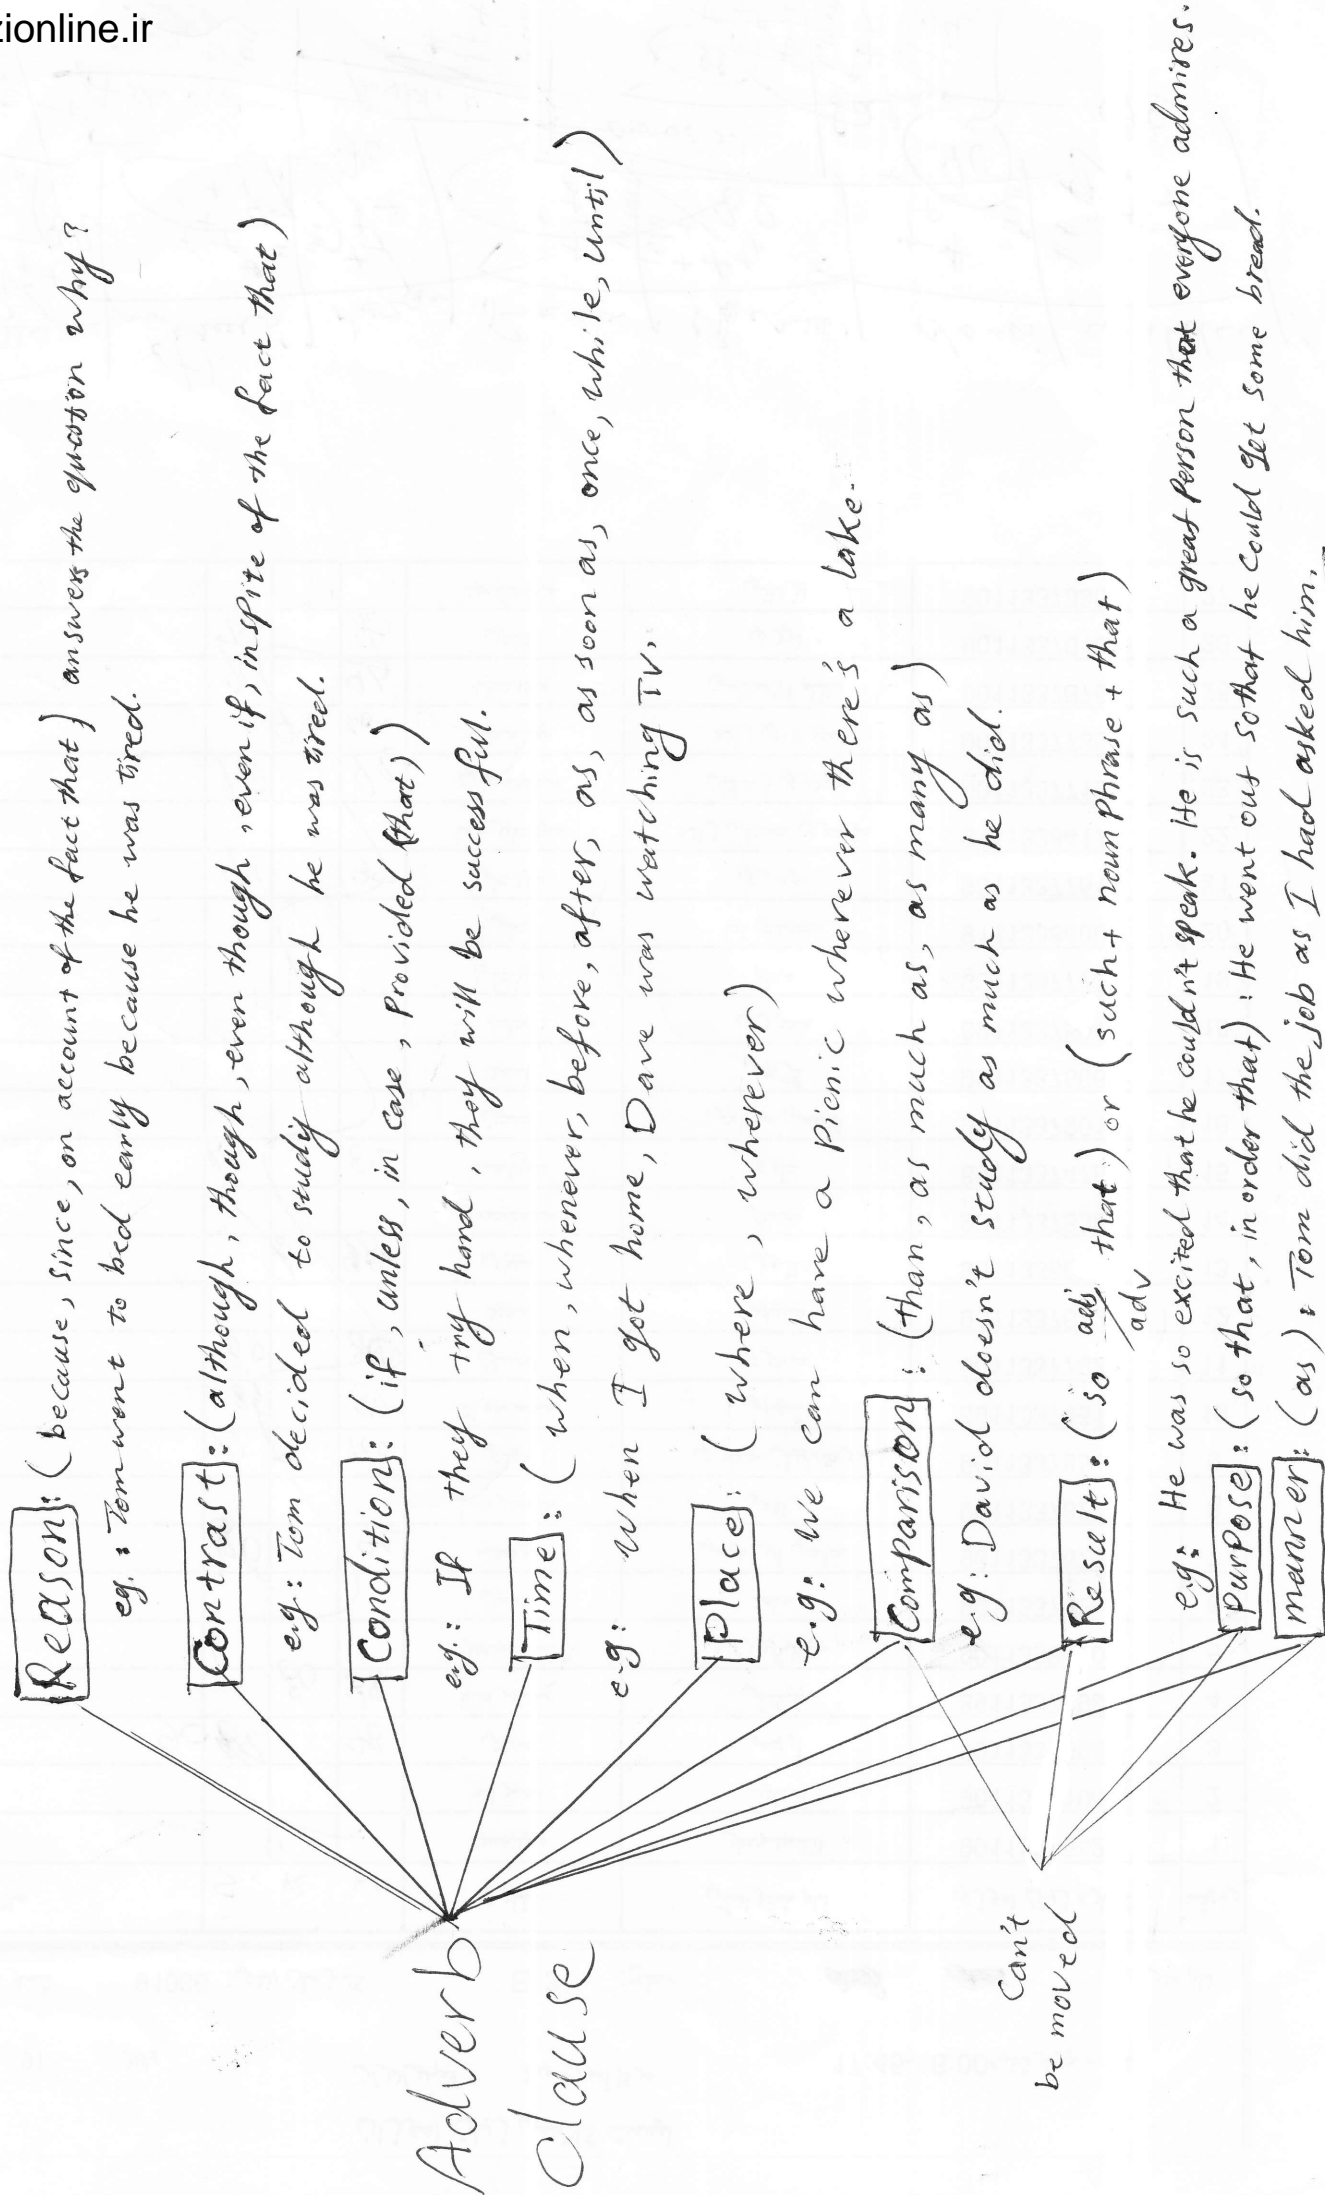 zionline.ir
Adverb
Clause
Reason: (because, since, on account of the fact that) answers the question why?
eg.: Tom went to bed early because he was tired.
Contrast: (although, though, even though, even if, in spite of the fact that)
e.g: Tom decided to study although he was tired.
Condition: (if, unless, in case, Provided (that))
e.g.: If they try hard, they will be successful.
Time: (when, whenever, before, after, as, as soon as, once, while, until)
e.g: when I got home, Dave was watching TV.
Place: (where, wherever)
e.g: We can have a Picnic wherever there's a lake.
Comparison: (than, as much as, as many as)
e.g: David doesn't study as much as he did.
Result: (so adj/adv that) or (such + noun phrase + that)
e.g: He was so excited that he couldn't speak. He is such a great Person that everyone admires.
Purpose: (so that, in order that): He went out so that he could get some bread.
manner: (as): Tom did the job as I had asked him.
Can't
be moved